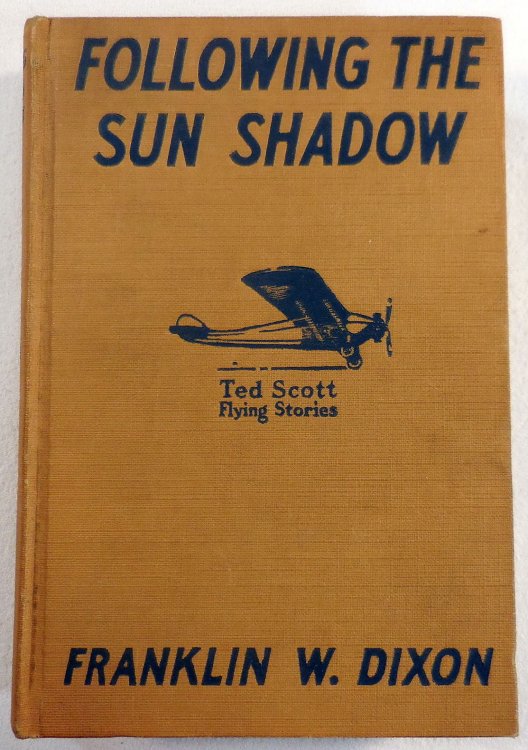 FOLLOWING THE
SUN SHADOW
Ted Scott
Flying Stories
FRANKLIN W. DIXON